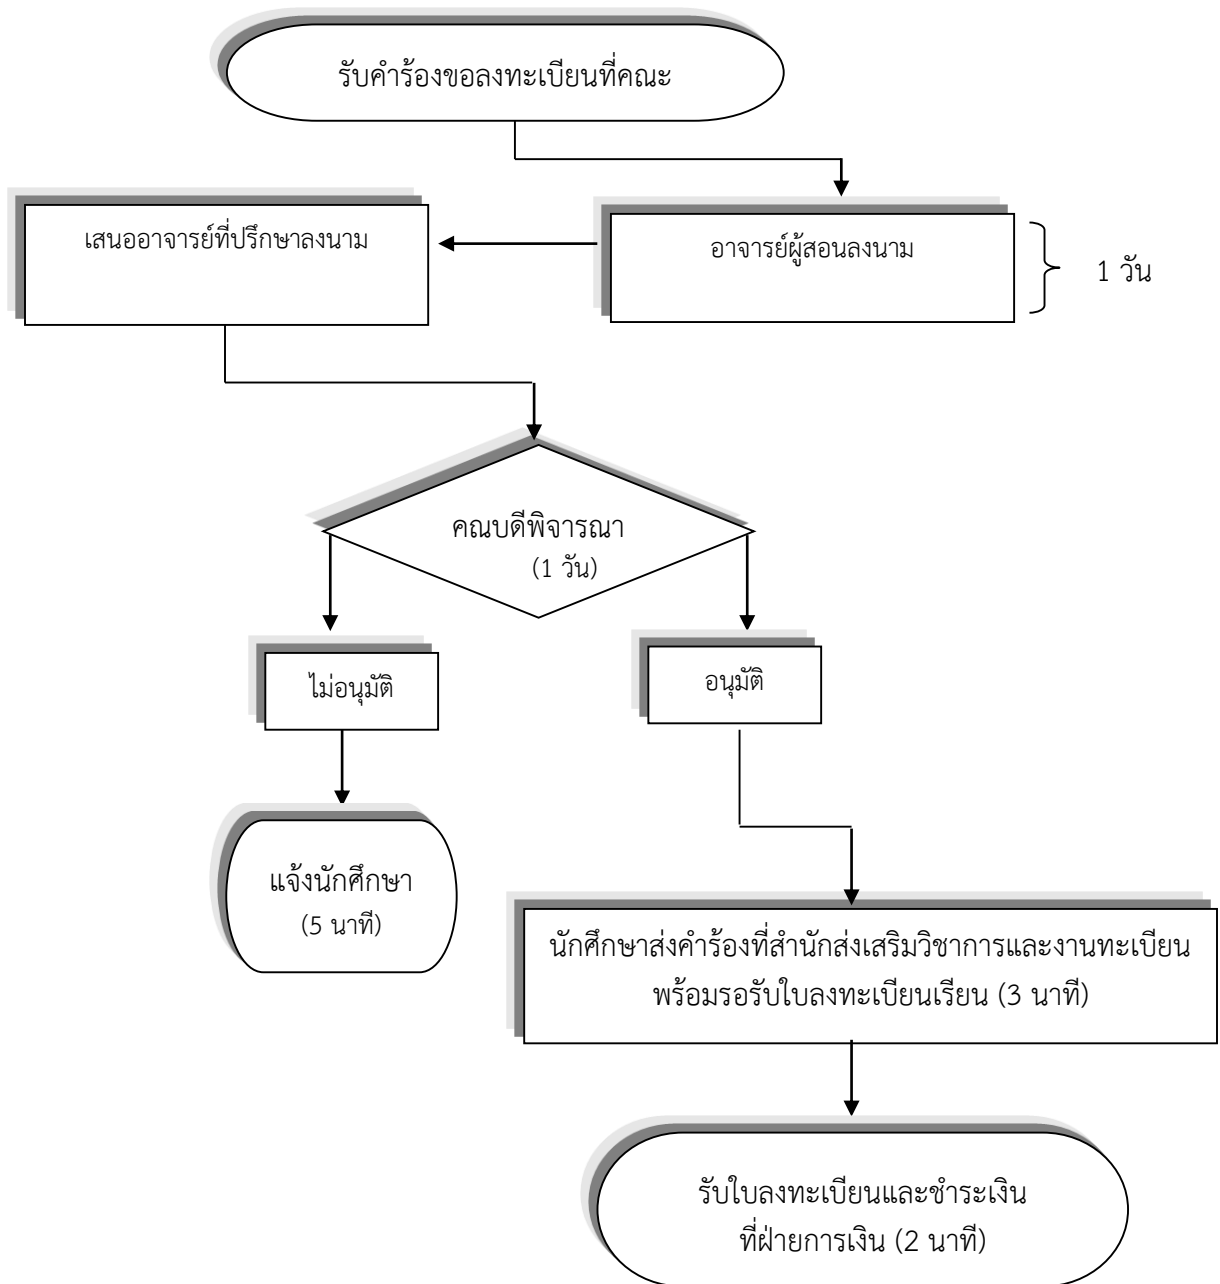 รับคำร้องขอลงทะเบียนที่คณะ
เสนออาจารย์ที่ปรึกษาลงนาม
อาจารย์ผู้สอนลงนาม
1 วัน
คณบดีพิจารณา
(1 วัน)
ไม่อนุมัติ
อนุมัติ
แจ้งนักศึกษา
(5 นาที)
นักศึกษาส่งคำร้องที่สำนักส่งเสริมวิชาการและงานทะเบียน
พร้อมรอรับใบลงทะเบียนเรียน (3 นาที)
รับใบลงทะเบียนและชำระเงิน
ที่ฝ่ายการเงิน (2 นาที)